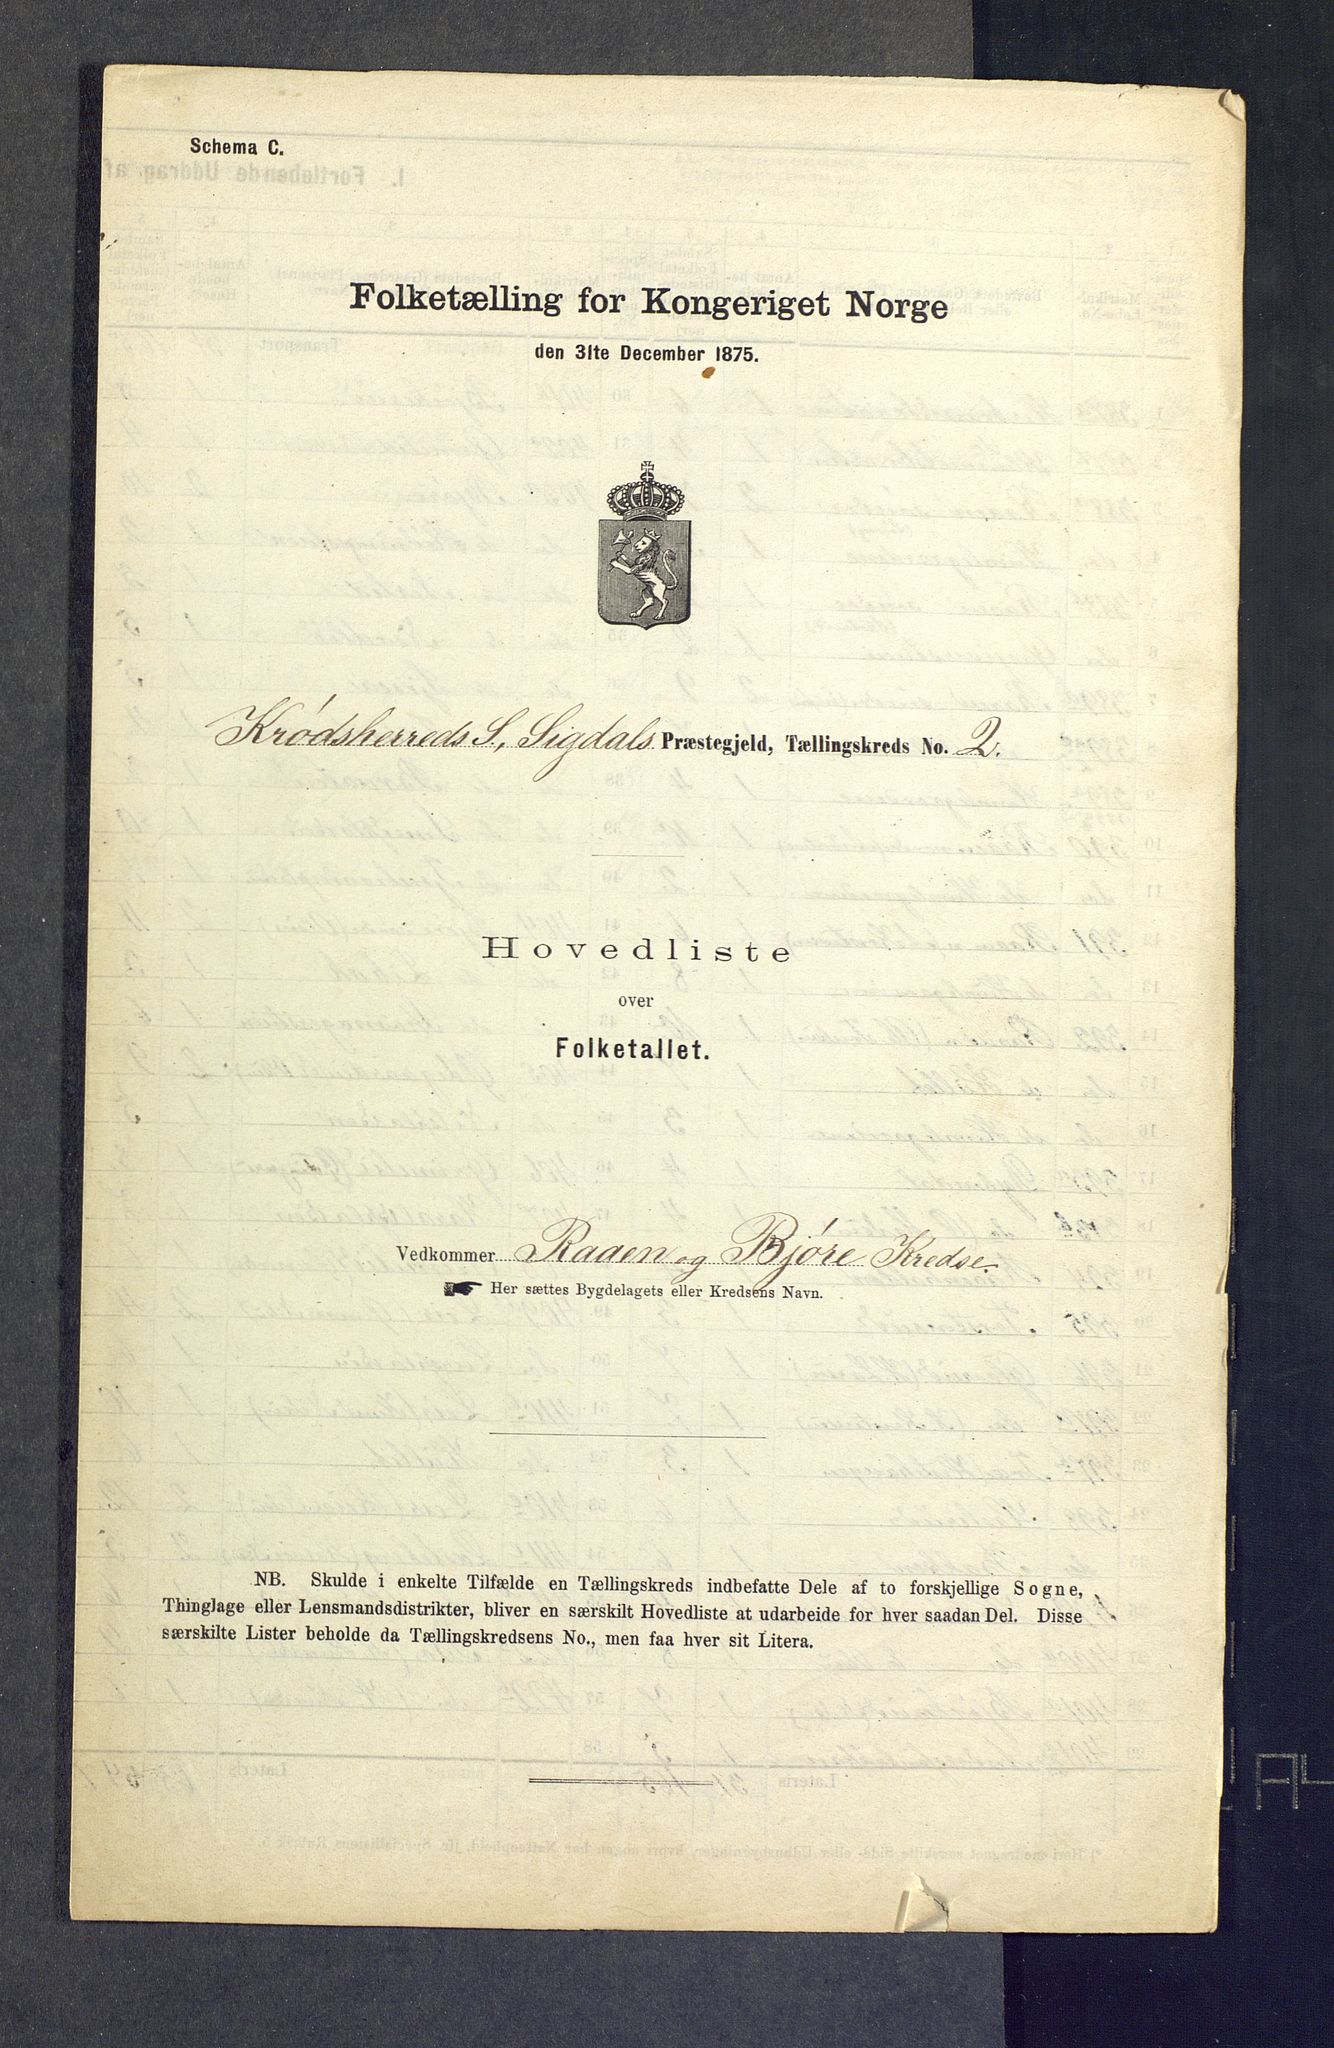 Schema C.
Folketælling for Kongeriget Norge
den 31te December 1875.
Krødsherreds S., Sigdals Præstegjeld, Tællingskreds No. 2.
Hovedliste
over
Folketallet.
Vedkommer Raaen og Bjøre Kredse.
Her sættes Bygdelagets eller Kredsens Navn.
NB. Skulde i enkelte Tilfælde en Tællingskreds indbefatte Dele af to forskjellige Sogne,
Thinglage eller Lensmandsdistrikter, bliver en særskilt Hovedliste at udarbeide for hver saadan Del. Disse
særskilte Lister beholde da Tællingskredsens No., men faa hver sit Litera.